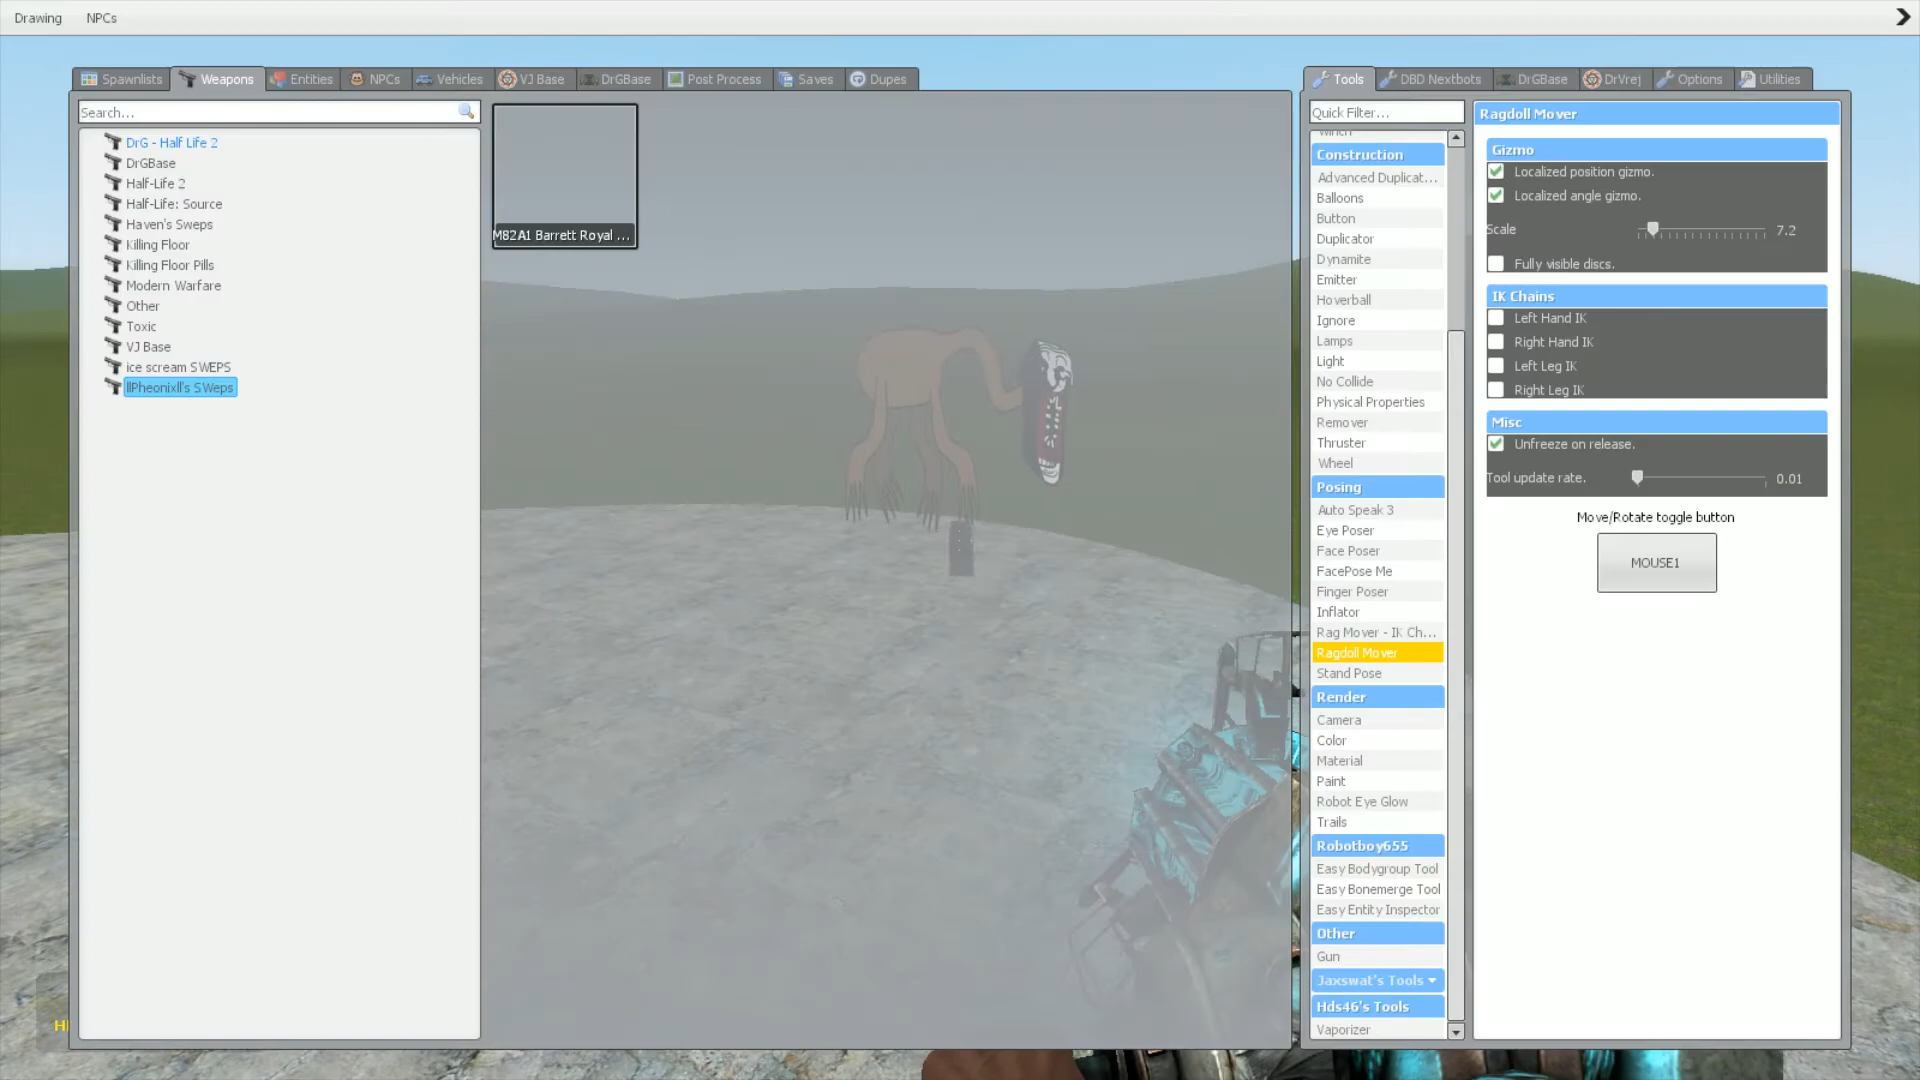 Drawing NPCs
Spawnlists Weapons Entities NPCs Vehicles VJ Base DrGBase Post Process Saves Dupes
Search...
DrG - Half Life 2
DrGBase
Half-Life 2
Half-Life: Source
Haven's Sweps
Killing Floor
Killing Floor Pills
Modern Warfare
Other
Toxic
VJ Base
ice scream SWEPS
llPheonixll's SWeps
M82A1 Barrett Royal ...
Tools DBD Nextbots DrGBase DrVrej Options Utilities
Quick Filter...
Winch
Construction
Advanced Duplicat...
Balloons
Button
Duplicator
Dynamite
Emitter
Hoverball
Ignore
Lamps
Light
No Collide
Physical Properties
Remover
Thruster
Wheel
Posing
Auto Speak 3
Eye Poser
Face Poser
FacePose Me
Finger Poser
Inflator
Rag Mover - IK Ch...
Ragdoll Mover
Stand Pose
Render
Camera
Color
Material
Paint
Robot Eye Glow
Trails
Robotboy655
Easy Bodygroup Tool
Easy Bonemerge Tool
Easy Entity Inspector
Other
Gun
Jaxswat's Tools
Hds46's Tools
Vaporizer
Ragdoll Mover
Gizmo
Localized position gizmo.
Localized angle gizmo.
Scale 7.2
Fully visible discs.
IK Chains
Left Hand IK
Right Hand IK
Left Leg IK
Right Leg IK
Misc
Unfreeze on release.
Tool update rate. 0.01
Move/Rotate toggle button
MOUSE1